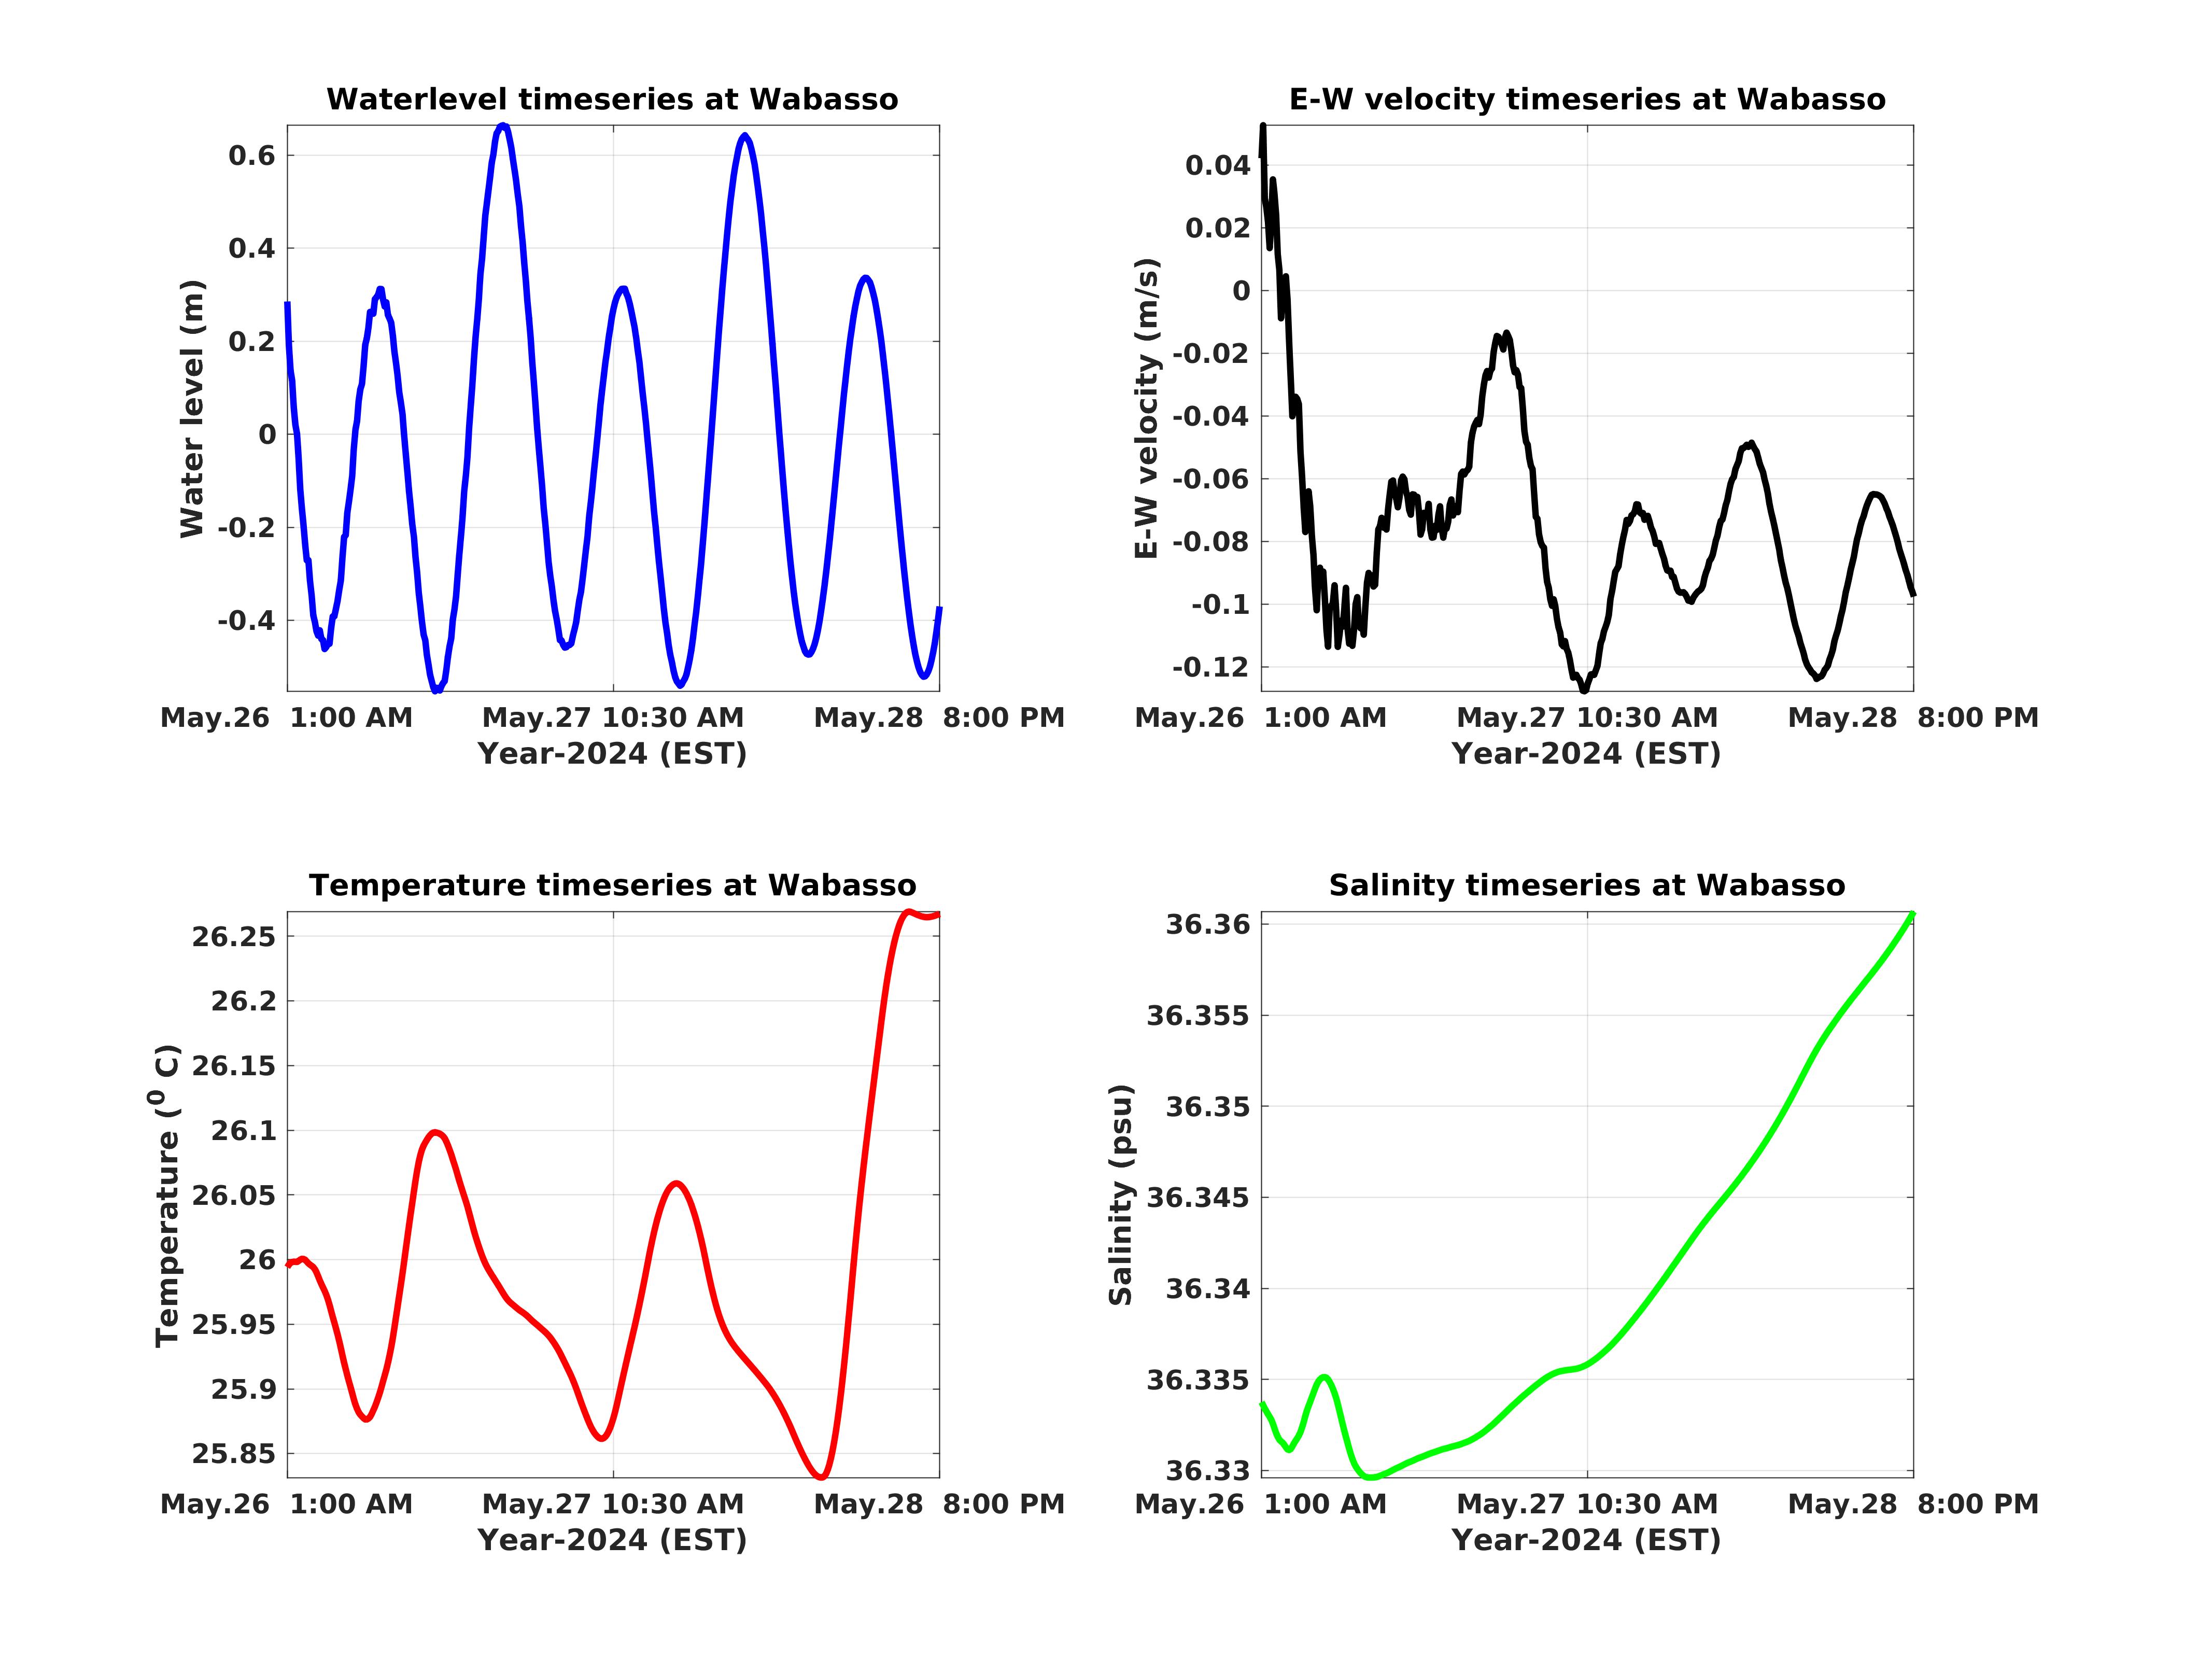 Waterlevel timeseries at Wabasso
0.6
0.4
0.2
0
-0.2
-0.4
Water level (m)
May.26 1:00 AM
May.27 10:30 AM
May.28 8:00 PM
Year-2024 (EST)
E-W velocity timeseries at Wabasso
0.04
0.02
0
-0.02
-0.04
-0.06
-0.08
-0.1
-0.12
E-W velocity (m/s)
May.26 1:00 AM
May.27 10:30 AM
May.28 8:00 PM
Year-2024 (EST)
Temperature timeseries at Wabasso
26.25
26.2
26.15
26.1
26.05
26
25.95
25.9
25.85
Temperature (⁰ C)
May.26 1:00 AM
May.27 10:30 AM
May.28 8:00 PM
Year-2024 (EST)
Salinity timeseries at Wabasso
36.36
36.355
36.35
36.345
36.34
36.335
36.33
Salinity (psu)
May.26 1:00 AM
May.27 10:30 AM
May.28 8:00 PM
Year-2024 (EST)